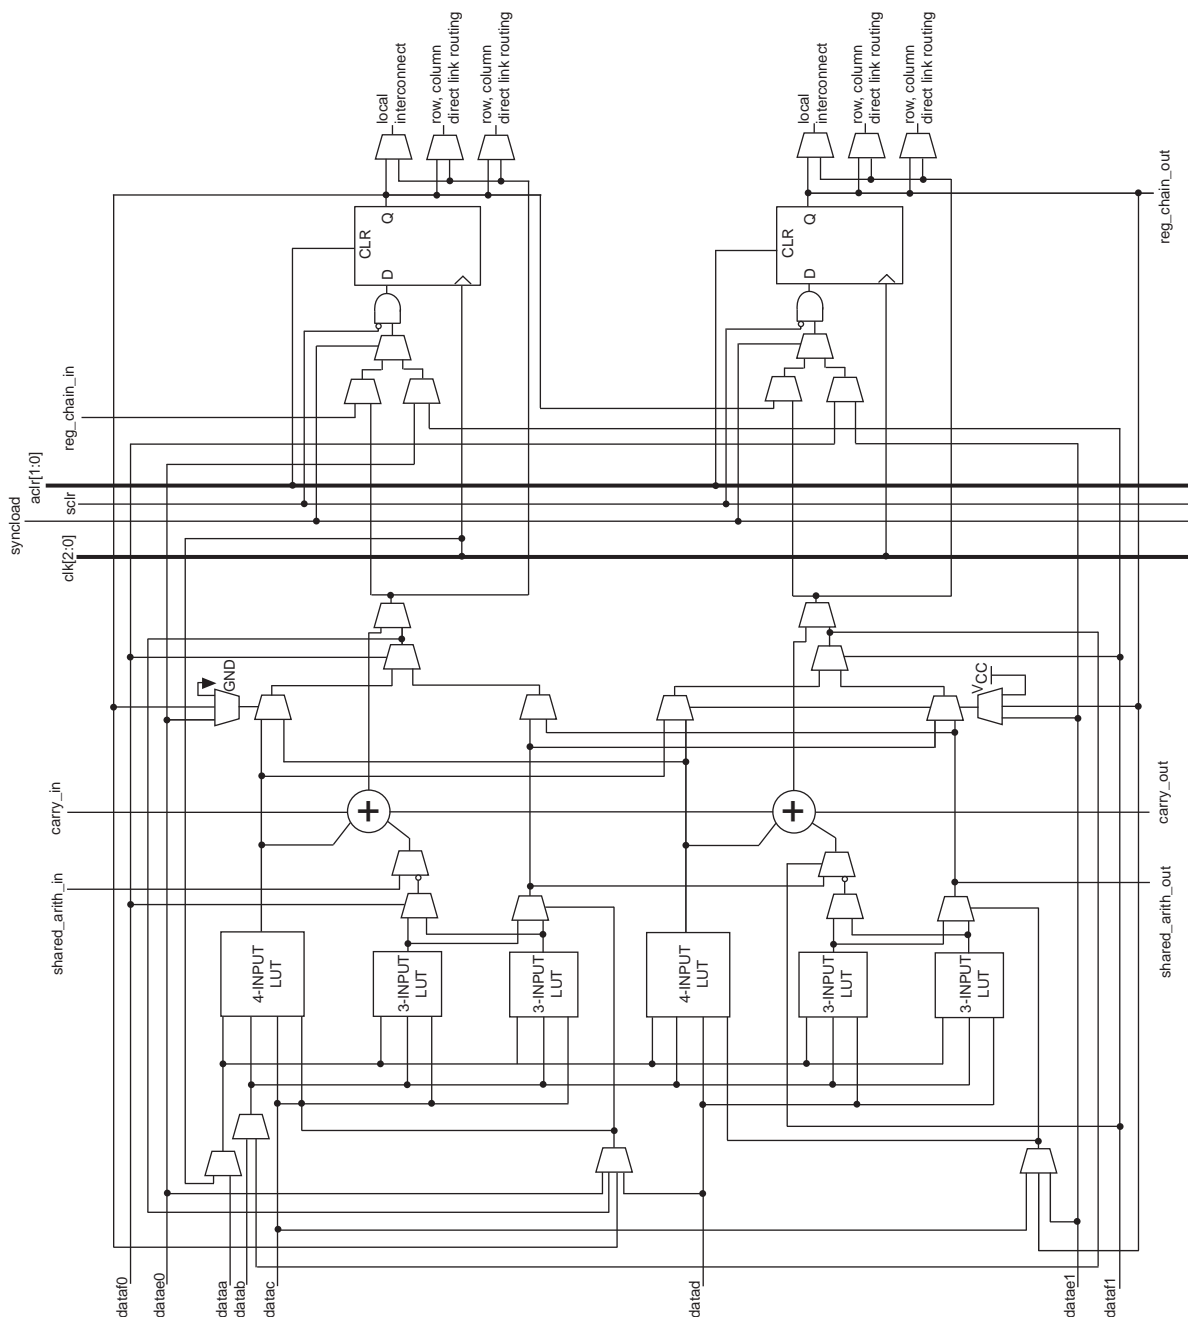 local
interconnect
row, column
direct link routing
row, column
direct link routing
local
interconnect
row, column
direct link routing
row, column
direct link routing
Q
CLR
D
Q
CLR
D
reg_chain_out
reg_chain_in
aclr[1:0]
sclr
syncload
clk[2:0]
GND
VCC
+
+
carry_in
carry_out
shared_arith_in
shared_arith_out
4-INPUT
LUT
3-INPUT
LUT
3-INPUT
LUT
4-INPUT
LUT
3-INPUT
LUT
3-INPUT
LUT
dataf0
datae0
dataa
datab
datac
datad
datae1
dataf1